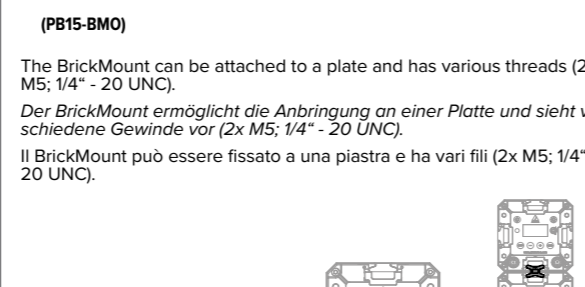 (PB15-BMO)
The BrickMount can be attached to a plate and has various threads (2
M5; 1/4“ - 20 UNC).
Der BrickMount ermöglicht die Anbringung an einer Platte und sieht v
schiedene Gewinde vor (2x M5; 1/4“ - 20 UNC).
Il BrickMount può essere fissato a una piastra e ha vari fili (2x M5; 1/4“
20 UNC).